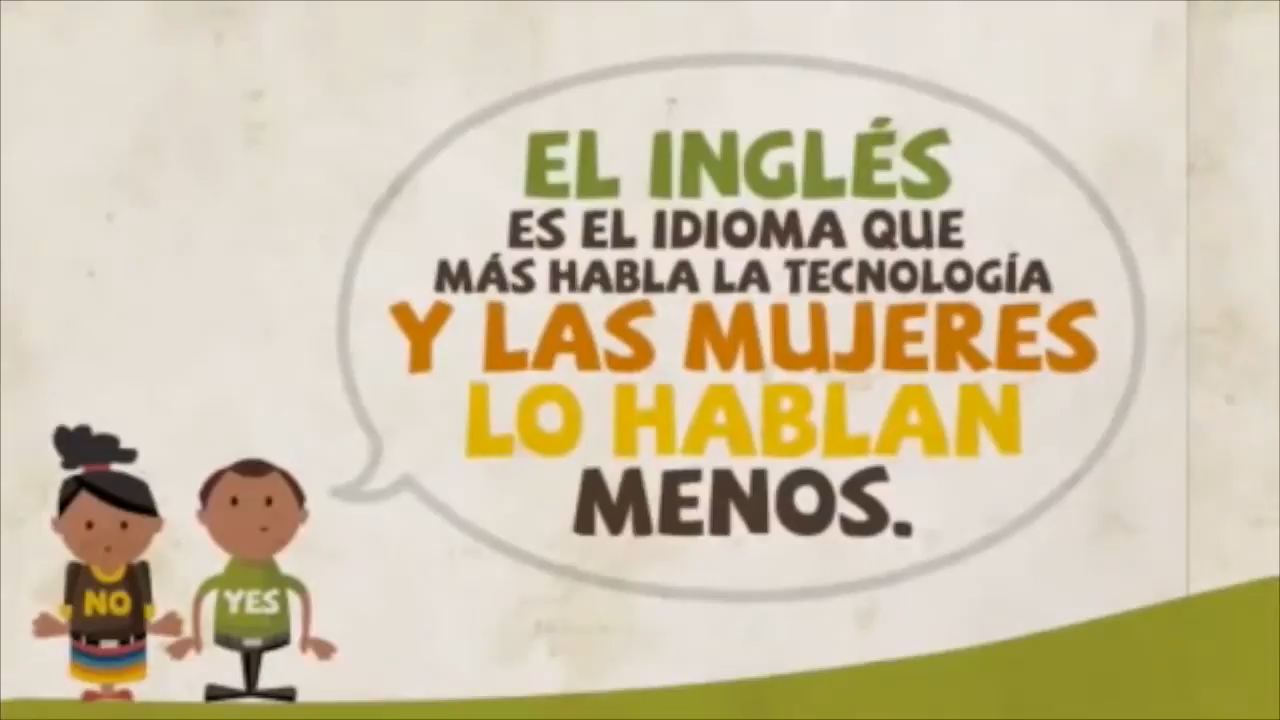 EL INGLÉS
ES EL IDIOMA QUE
MÁS HABLA LA TECNOLOGÍA
Y LAS MUJERES
LO HABLAN
MENOS.
NO
YES